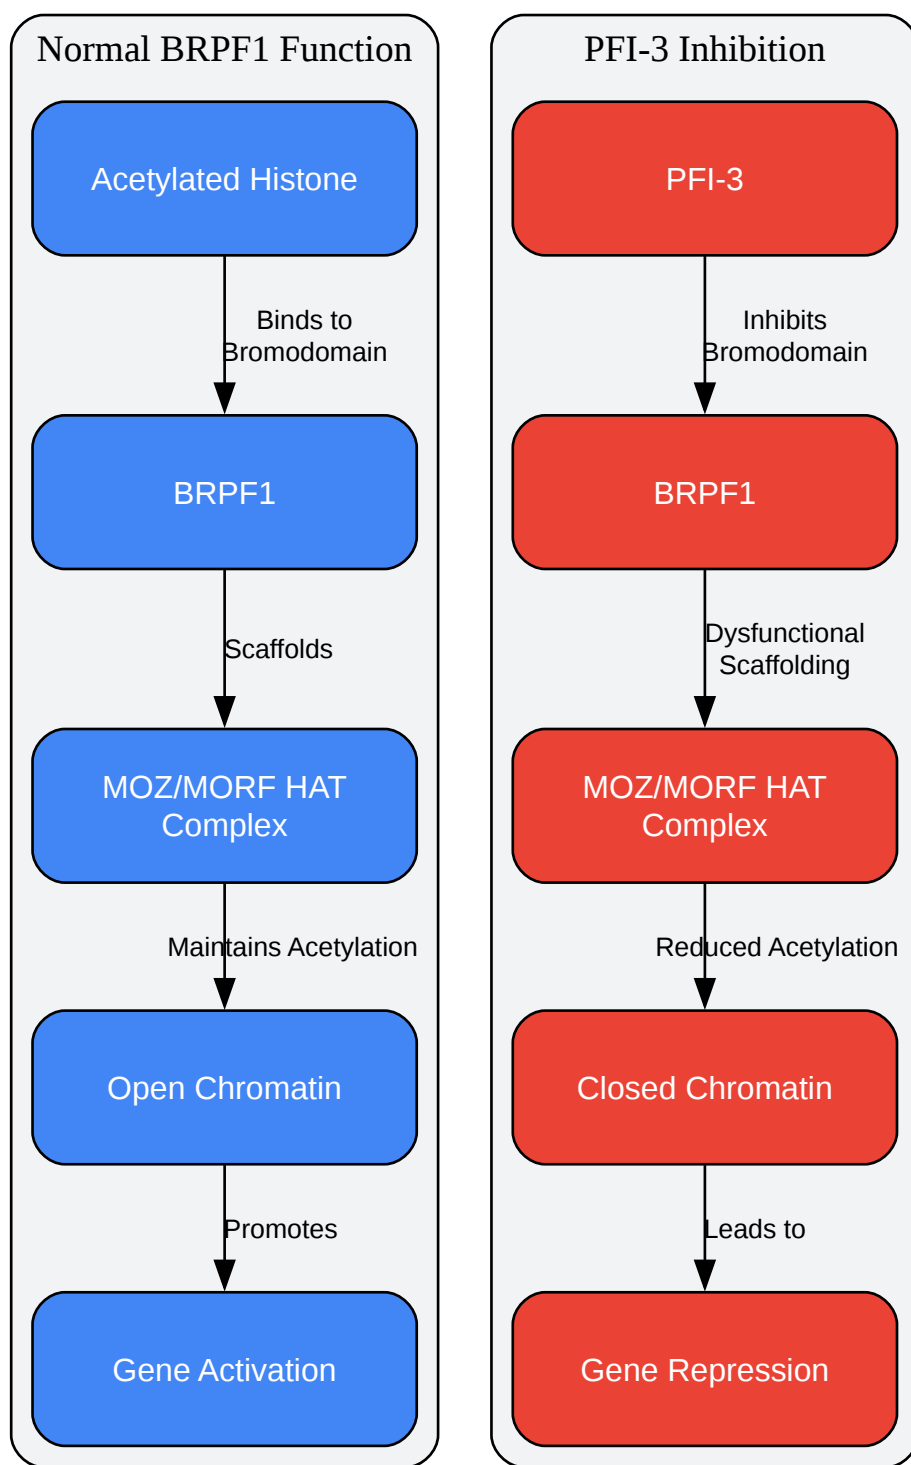 Normal BRPF1 Function
Acetylated Histone
Binds to
Bromodomain
BRPF1
Scaffolds
MOZ/MORF HAT
Complex
Maintains Acetylation
Open Chromatin
Promotes
Gene Activation
PFI-3 Inhibition
PFI-3
Inhibits
Bromodomain
BRPF1
Dysfunctional
Scaffolding
MOZ/MORF HAT
Complex
Reduced Acetylation
Closed Chromatin
Leads to
Gene Repression